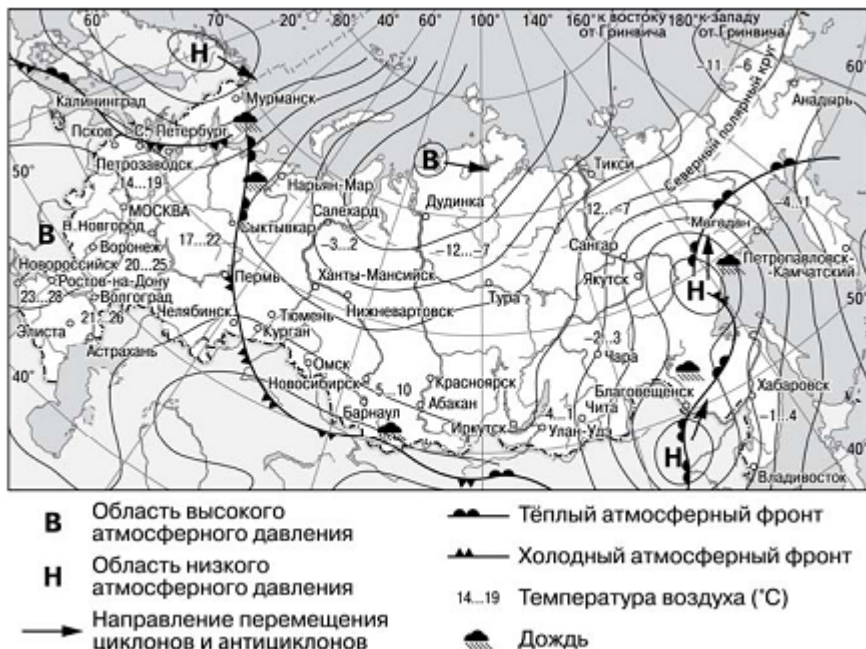 60° 70° 20° 80° 40° 60° 100° 140° 160° к востоку 180° к западу
от Гринвича от Гринвича
60°
Н
−11...−6
Анадырь
Северный полярный круг
Мурманск
Калининград
Псков С.-Петербург
50°
В
Тикси
Петрозаводск
Нарьян-Мар
14...19
Дудинка
−12...−7
−4...1
МОСКВА
Салехард
Магадан
В
Н.Новгород
Сыктывкар
17...22
−3...2
−12...−7
Сангар
Петропавловск-
Камчатский
Воронеж
Новороссийск
20...25
Пермь
Ханты-Мансийск
Якутск
Н
50°
Ростов-на-Дону
23...28
Волгоград
Челябинск
Тюмень
Нижневартовск
Тура
21...26
Курган
−2...3
Элиста
Астрахань
Чара
Омск
40°
Новосибирск
5...10
Красноярск
Благовещенск
Хабаровск
Барнаул
Абакан
−4...1
Чита
−1...4
Иркутск
Улан-Удэ
40°
Н
Владивосток
В Область высокого
атмосферного давления
Н Область низкого
атмосферного давления
Направление перемещения
циклонов и антициклонов
Тёплый атмосферный фронт
Холодный атмосферный фронт
14...19 Температура воздуха (°С)
Дождь